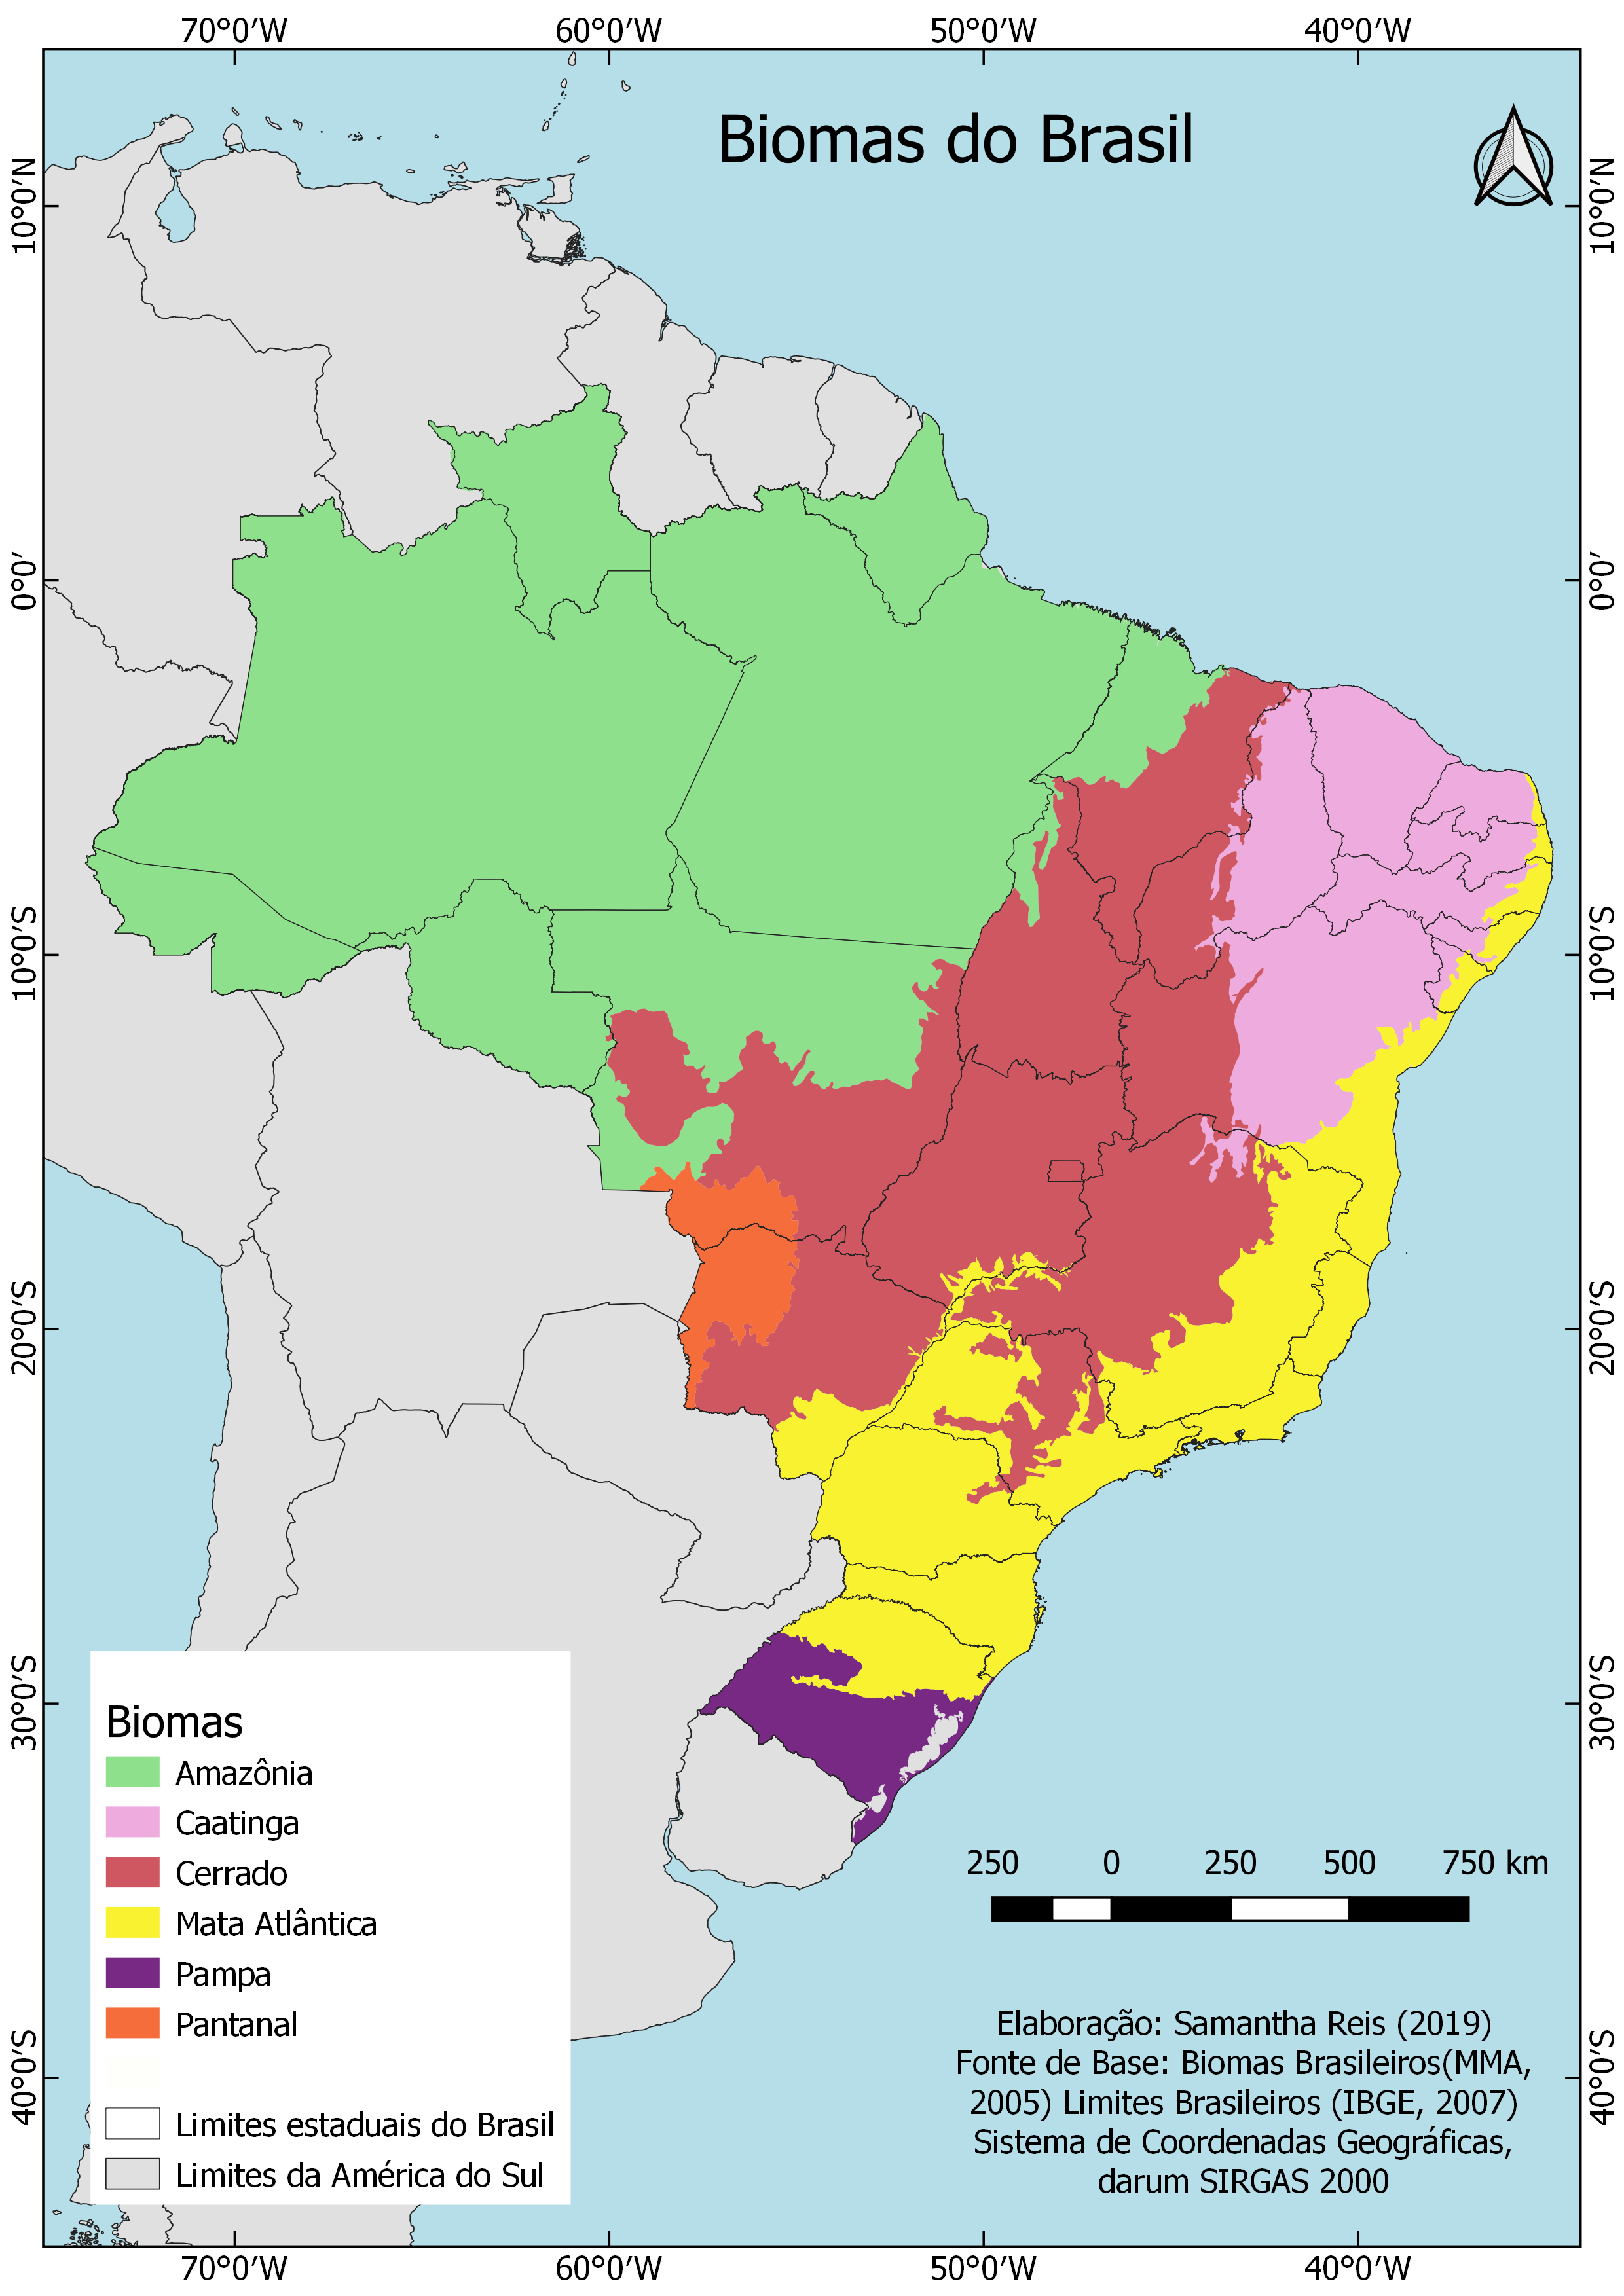 70°0′W 60°0′W 50°0′W 40°0′W
Biomas do Brasil
10°0′N 10°0′N
0°0′ 0°0′
10°0′S 10°0′S
20°0′S 20°0′S
30°0′S 30°0′S
Biomas
Amazônia
Caatinga
Cerrado
Mata Atlântica
Pampa
Pantanal
Limites estaduais do Brasil
Limites da América do Sul
250 0 250 500 750 km
Elaboração: Samantha Reis (2019)
Fonte de Base: Biomas Brasileiros(MMA,
2005) Limites Brasileiros (IBGE, 2007)
Sistema de Coordenadas Geográficas,
darum SIRGAS 2000
40°0′S 40°0′S
70°0′W 60°0′W 50°0′W 40°0′W